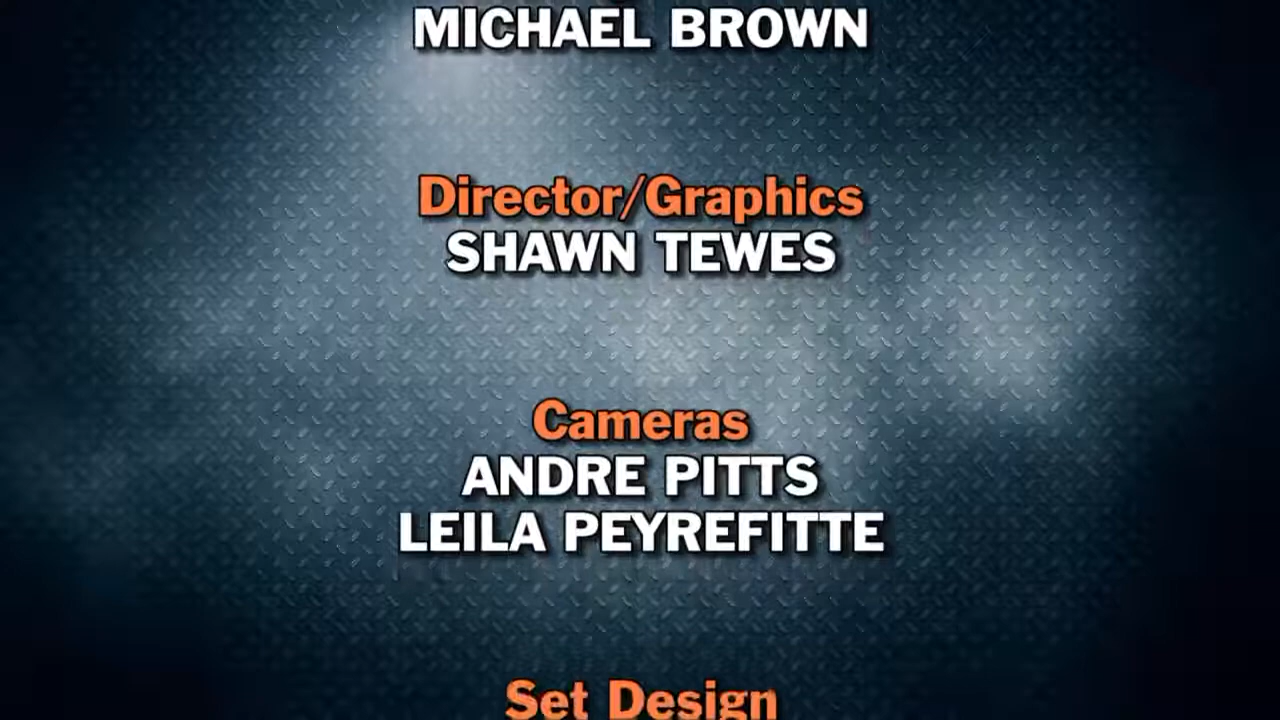 MICHAEL BROWN
Director/Graphics
SHAWN TEWES
Cameras
ANDRE PITTS
LEILA PEYREFITTE
Set Design